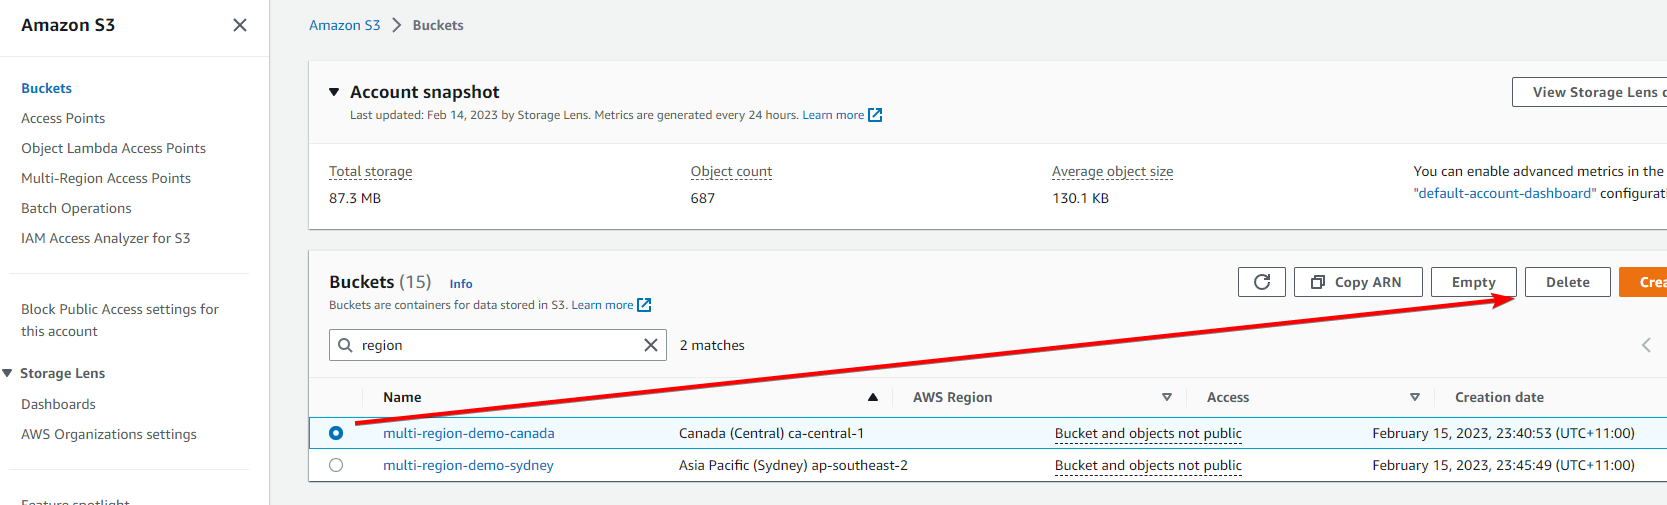 Amazon S3
Buckets
Access Points
Object Lambda Access Points
Multi-Region Access Points
Batch Operations
IAM Access Analyzer for S3
Block Public Access settings for
this account
Storage Lens
Dashboards
AWS Organizations settings
Feature spotlight
Amazon S3 > Buckets
Account snapshot
Last updated: Feb 14, 2023 by Storage Lens. Metrics are generated every 24 hours. Learn more
View Storage Lens
Total storage
87.3 MB
Object count
687
Average object size
130.1 KB
You can enable advanced metrics in the
"default-account-dashboard" configurati
Buckets (15) Info
Buckets are containers for data stored in S3. Learn more
Copy ARN Empty Delete Crea
region
2 matches
Name AWS Region Access Creation date
multi-region-demo-canada Canada (Central) ca-central-1 Bucket and objects not public February 15, 2023, 23:40:53 (UTC+11:00)
multi-region-demo-sydney Asia Pacific (Sydney) ap-southeast-2 Bucket and objects not public February 15, 2023, 23:45:49 (UTC+11:00)